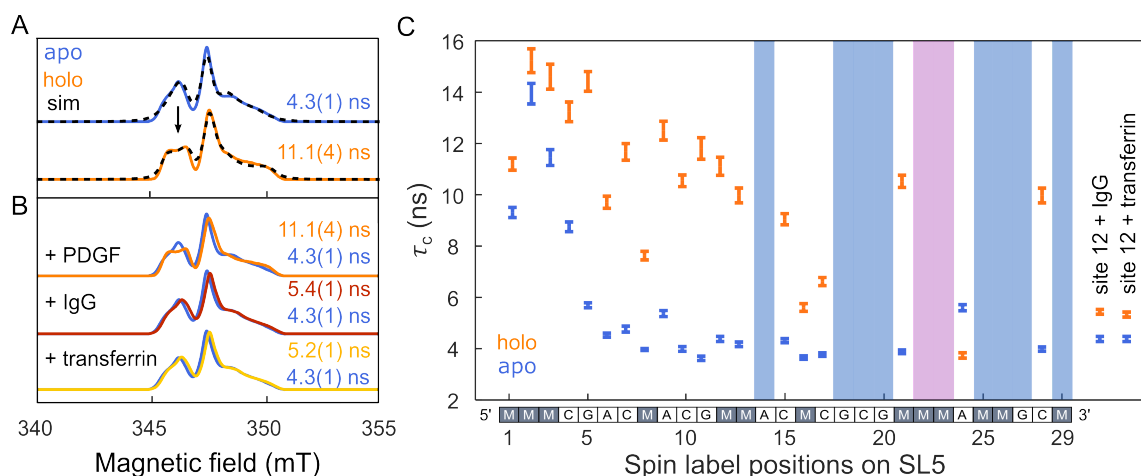 A
apo
holo
sim
4.3(1) ns
11.1(4) ns
B
+ PDGF
11.1(4) ns
4.3(1) ns
+ IgG
5.4(1) ns
4.3(1) ns
+ transferrin
5.2(1) ns
4.3(1) ns
340 345 350 355
Magnetic field (mT)
C
16
14
12
10
8
6
4
2
τc (ns)
holo
apo
site 12 + IgG
site 12 + transferrin
5' M M M C G A C M A C G M M A C M C G C G M M M A M M G C M 3'
1 5 10 15 20 25 29
Spin label positions on SL5